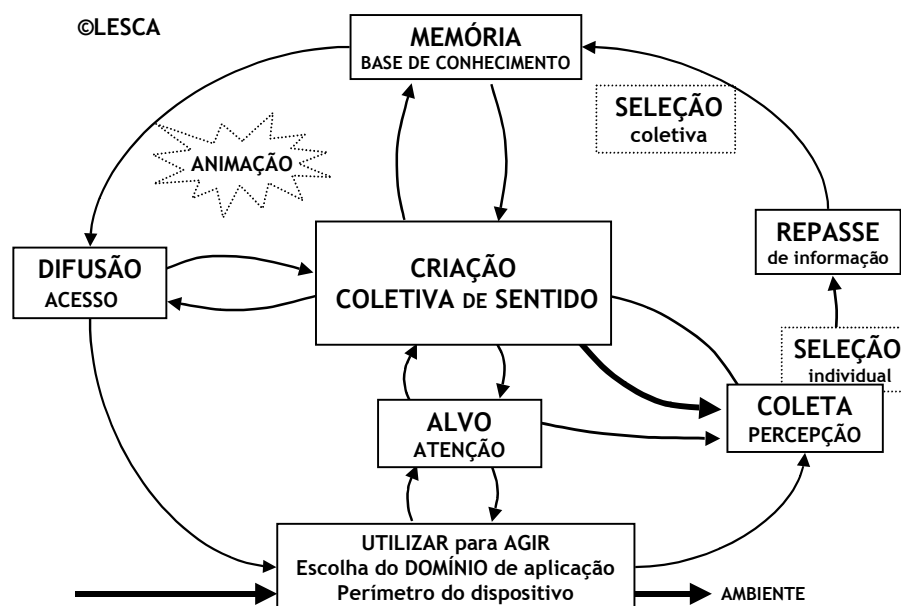 ©LESCA
MEMÓRIA
BASE DE CONHECIMENTO
SELEÇÃO
coletiva
ANIMAÇÃO
REPASSE
de informação
DIFUSÃO
ACESSO
CRIAÇÃO
COLETIVA DE SENTIDO
SELEÇÃO
individual
ALVO
ATENÇÃO
COLETA
PERCEPÇÃO
UTILIZAR para AGIR
Escolha do DOMÍNIO de aplicação
Perímetro do dispositivo
AMBIENTE